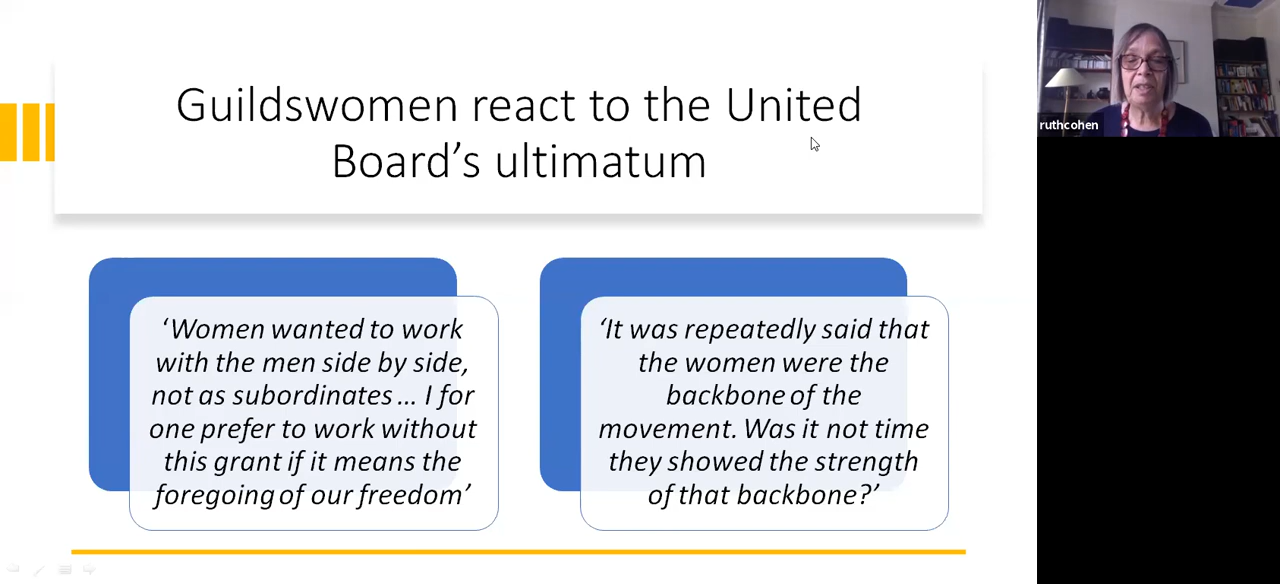 Guildswomen react to the United
Board’s ultimatum
ruthcohen
‘Women wanted to work
with the men side by side,
not as subordinates … I for
one prefer to work without
this grant if it means the
foregoing of our freedom’
‘It was repeatedly said that
the women were the
backbone of the
movement. Was it not time
they showed the strength
of that backbone?’